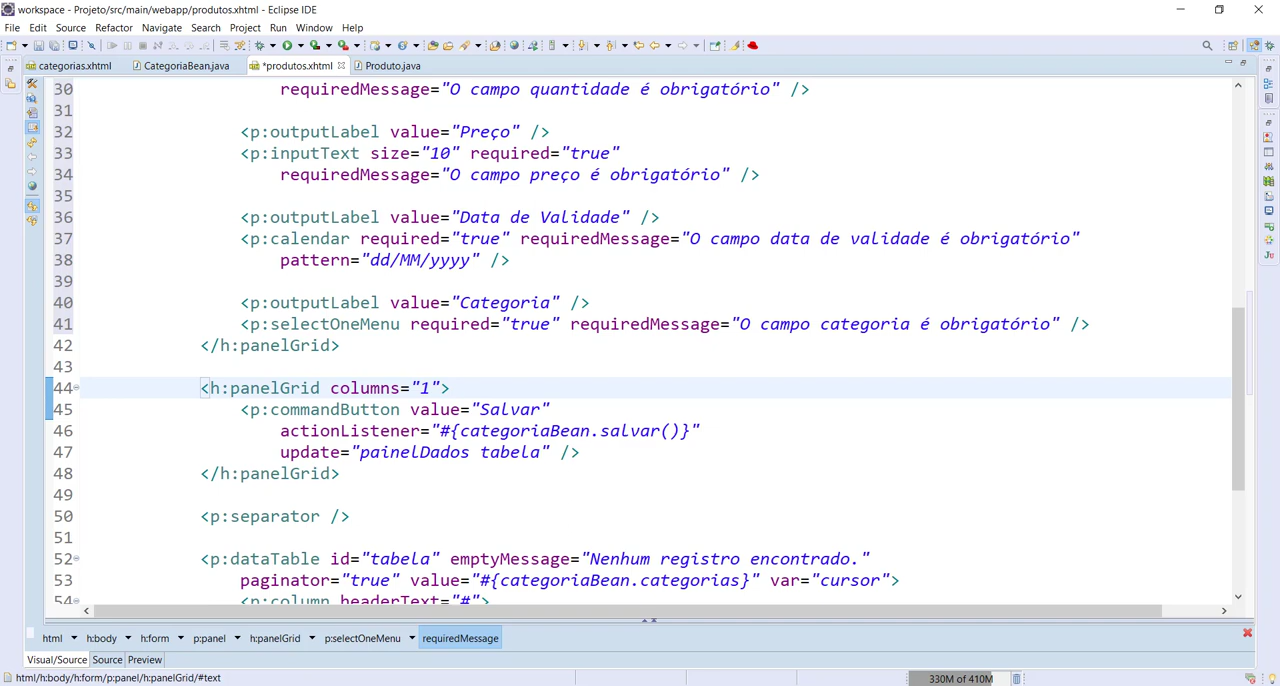 workspace - Projeto/src/main/webapp/produtos.xhtml - Eclipse IDE
File Edit Source Refactor Navigate Search Project Run Window Help
categorias.xhtml CategoriaBean.java *produtos.xhtml Produto.java
30 requiredMessage="O campo quantidade é obrigatório" />
31
32 <p:outputLabel value="Preço" />
33 <p:inputText size="10" required="true"
34 requiredMessage="O campo preço é obrigatório" />
35
36 <p:outputLabel value="Data de Validade" />
37 <p:calendar required="true" requiredMessage="O campo data de validade é obrigatório"
38 pattern="dd/MM/yyyy" />
39
40 <p:outputLabel value="Categoria" />
41 <p:selectOneMenu required="true" requiredMessage="O campo categoria é obrigatório" />
42 </h:panelGrid>
43
44 <h:panelGrid columns="1">
45 <p:commandButton value="Salvar"
46 actionListener="#{categoriaBean.salvar()}"
47 update="painelDados tabela" />
48 </h:panelGrid>
49
50 <p:separator />
51
52 <p:dataTable id="tabela" emptyMessage="Nenhum registro encontrado."
53 paginator="true" value="#{categoriaBean.categorias}" var="cursor">
54 <p:column headerText="#">
html h:body h:form p:panel h:panelGrid p:selectOneMenu requiredMessage
Visual/Source Source Preview
html/h:body/h:form/p:panel/h:panelGrid/#text 330M of 410M